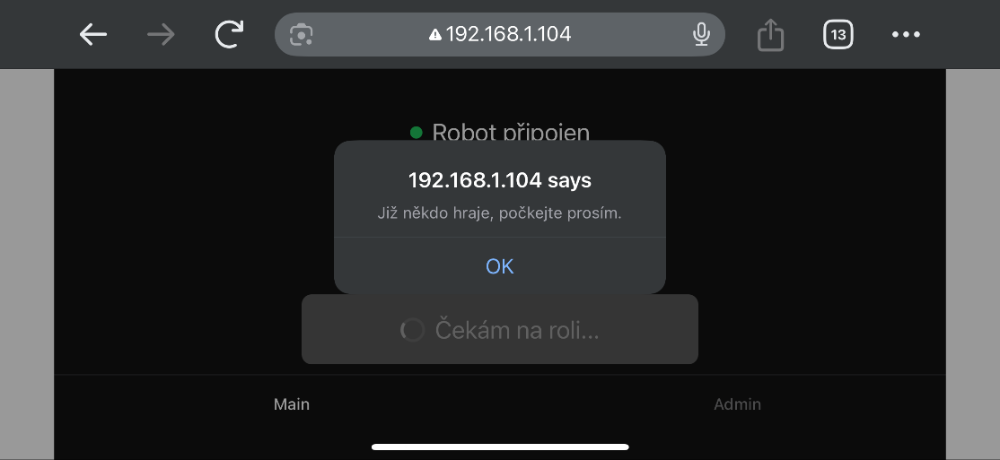 192.168.1.104
13
Robot připojen
192.168.1.104 says
Již někdo hraje, počkejte prosím.
OK
Čekám na roli...
Main
Admin